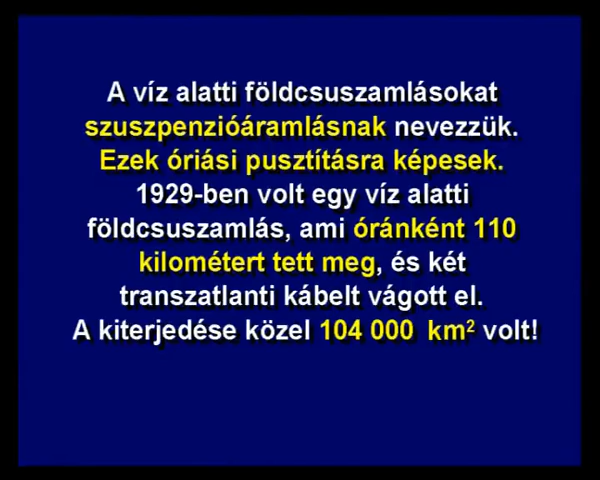 A víz alatti földcsuszamlásokat
szuszpenzióáramlásnak nevezzük.
Ezek óriási pusztításra képesek.
1929-ben volt egy víz alatti
földcsuszamlás, ami óránként 110
kilométert tett meg, és két
transzatlanti kábelt vágott el.
A kiterjedése közel 104 000 km² volt!